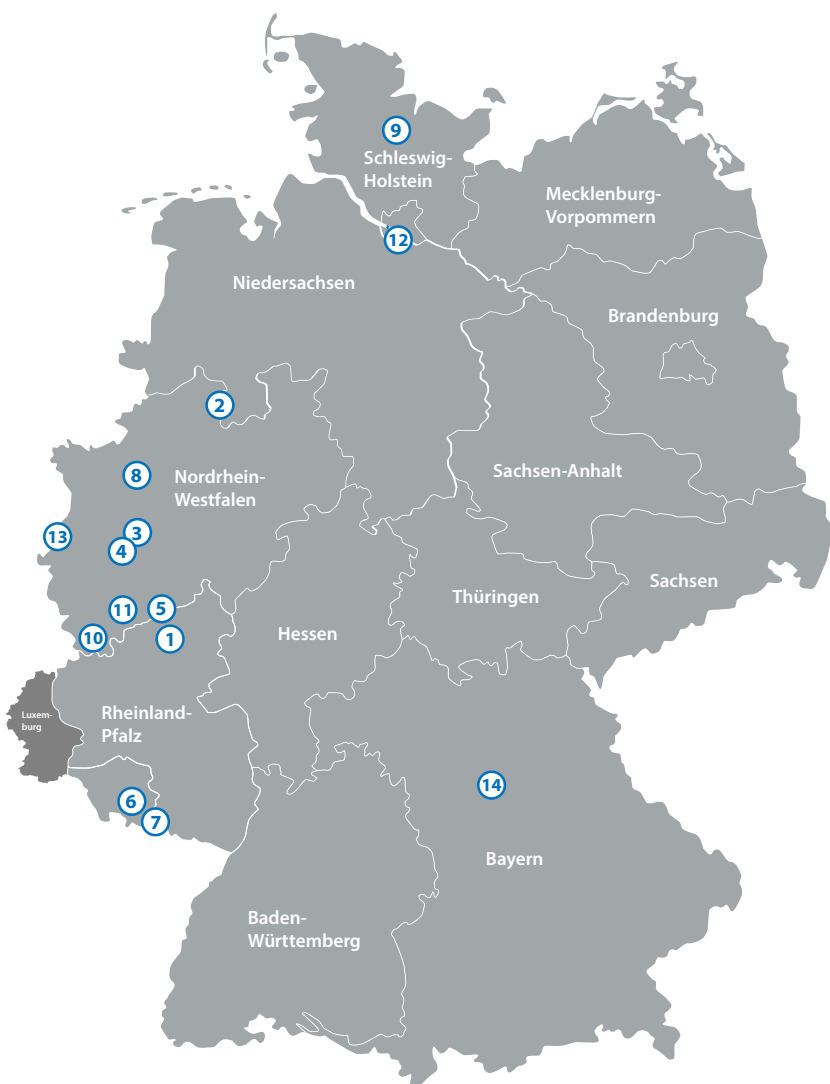 9
Schleswig-
Holstein
Mecklenburg-
Vorpommern
12
Niedersachsen
Brandenburg
2
8
Nordrhein-
Westfalen
Sachsen-Anhalt
13
3
4
Sachsen
Thüringen
11
5
10
1
Hessen
Luxem-
burg
Rheinland-
Pfalz
6
7
14
Bayern
Baden-
Württemberg